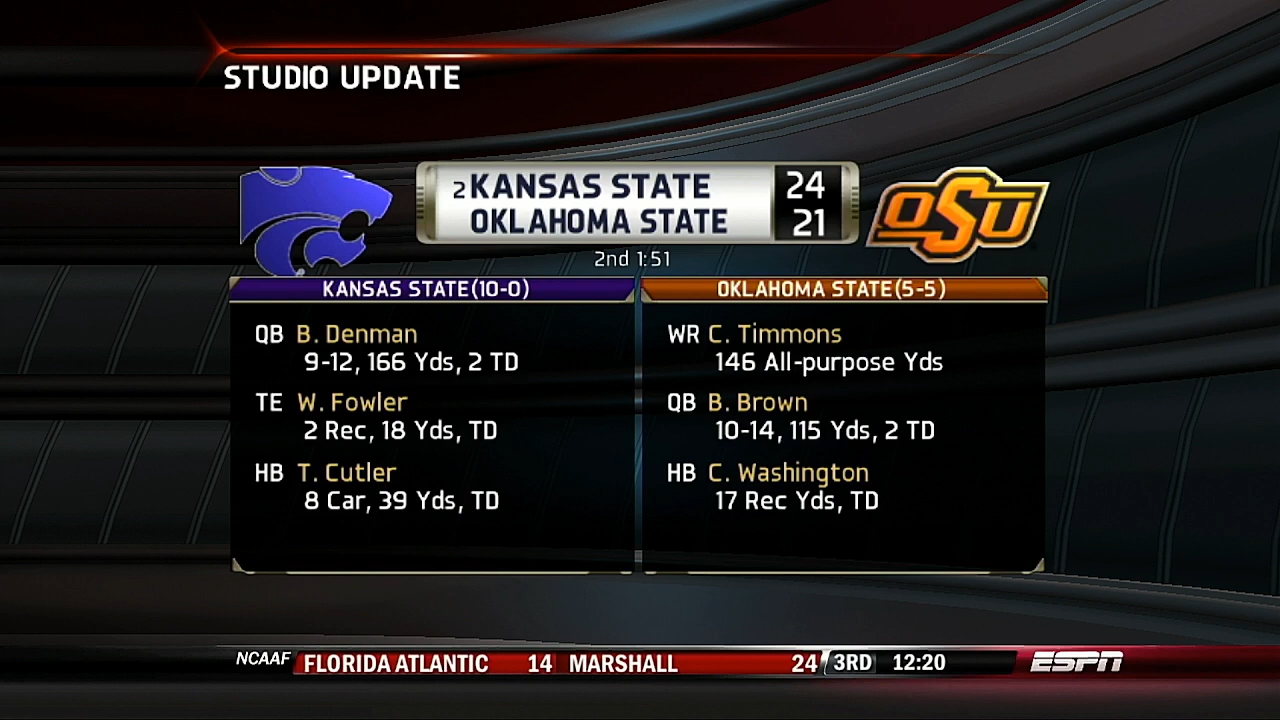 STUDIO UPDATE
2 KANSAS STATE 24
OKLAHOMA STATE 21
OSU
2nd 1:51
KANSAS STATE(10-0)
QB B. Denman
9-12, 166 Yds, 2 TD
TE W. Fowler
2 Rec, 18 Yds, TD
HB T. Cutler
8 Car, 39 Yds, TD
OKLAHOMA STATE(5-5)
WR C. Timmons
146 All-purpose Yds
QB B. Brown
10-14, 115 Yds, 2 TD
HB C. Washington
17 Rec Yds, TD
NCAAF FLORIDA ATLANTIC 14 MARSHALL 24 3RD 12:20 ESPN